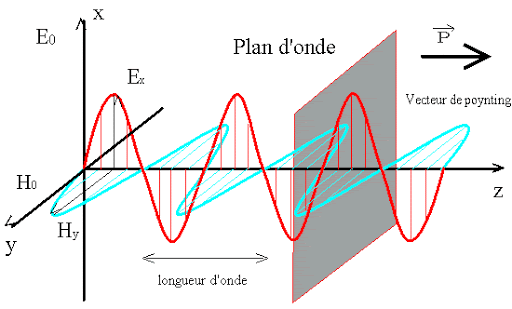 x
E0
Plan d'onde
P
Ex
Vecteur de poynting
H0
z
y
Hy
longueur d'onde